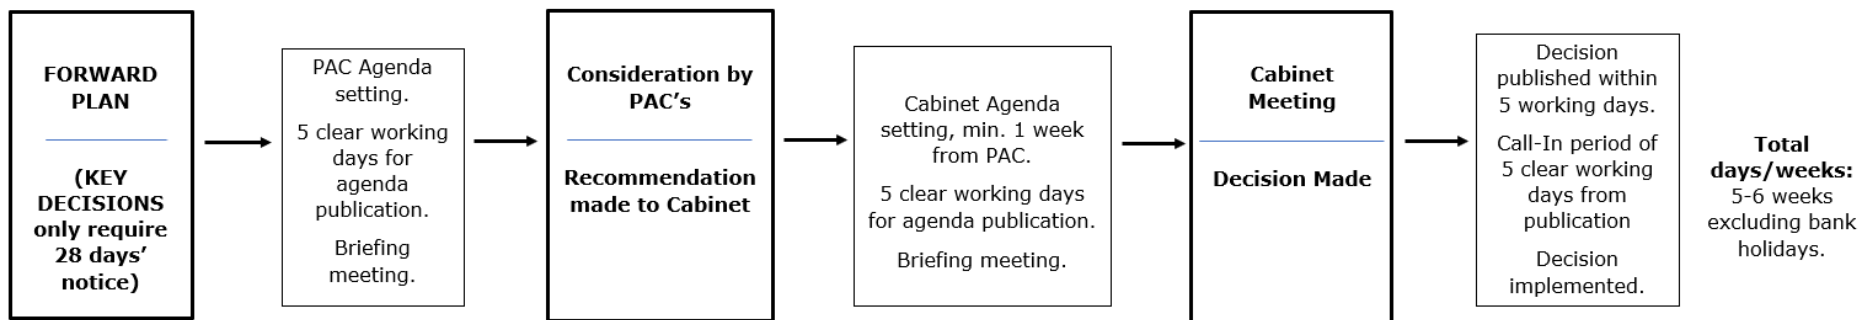 FORWARD
PLAN
(KEY
DECISIONS
only require
28 days’
notice)
PAC Agenda
setting.
5 clear working
days for
agenda
publication.
Briefing
meeting.
Consideration by
PAC’s
Recommendation
made to Cabinet
Cabinet Agenda
setting, min. 1 week
from PAC.
5 clear working days
for agenda publication.
Briefing meeting.
Cabinet
Meeting
Decision Made
Decision
published within
5 working days.
Call-In period of
5 clear working
days from
publication
Decision
implemented.
Total
days/weeks:
5-6 weeks
excluding bank
holidays.